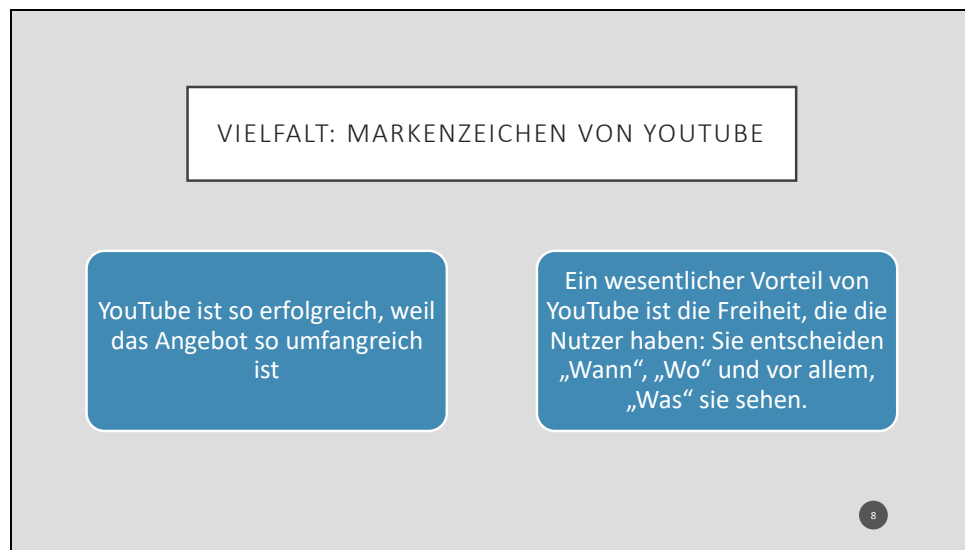 VIELFALT: MARKENZEICHEN VON YOUTUBE
YouTube ist so erfolgreich, weil
das Angebot so umfangreich
ist
Ein wesentlicher Vorteil von
YouTube ist die Freiheit, die die
Nutzer haben: Sie entscheiden
„Wann“, „Wo“ und vor allem,
„Was“ sie sehen.
8